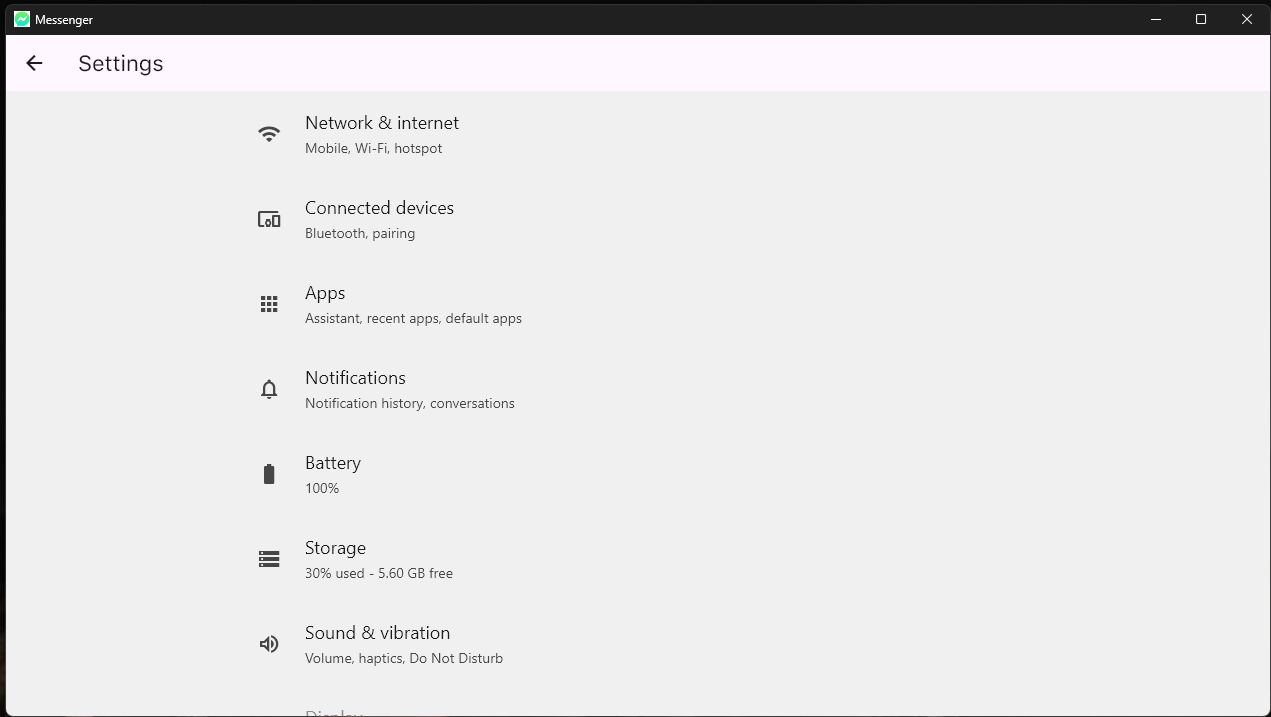 Messenger
Settings
Network & internet
Mobile, Wi-Fi, hotspot
Connected devices
Bluetooth, pairing
Apps
Assistant, recent apps, default apps
Notifications
Notification history, conversations
Battery
100%
Storage
30% used - 5.60 GB free
Sound & vibration
Volume, haptics, Do Not Disturb
Display